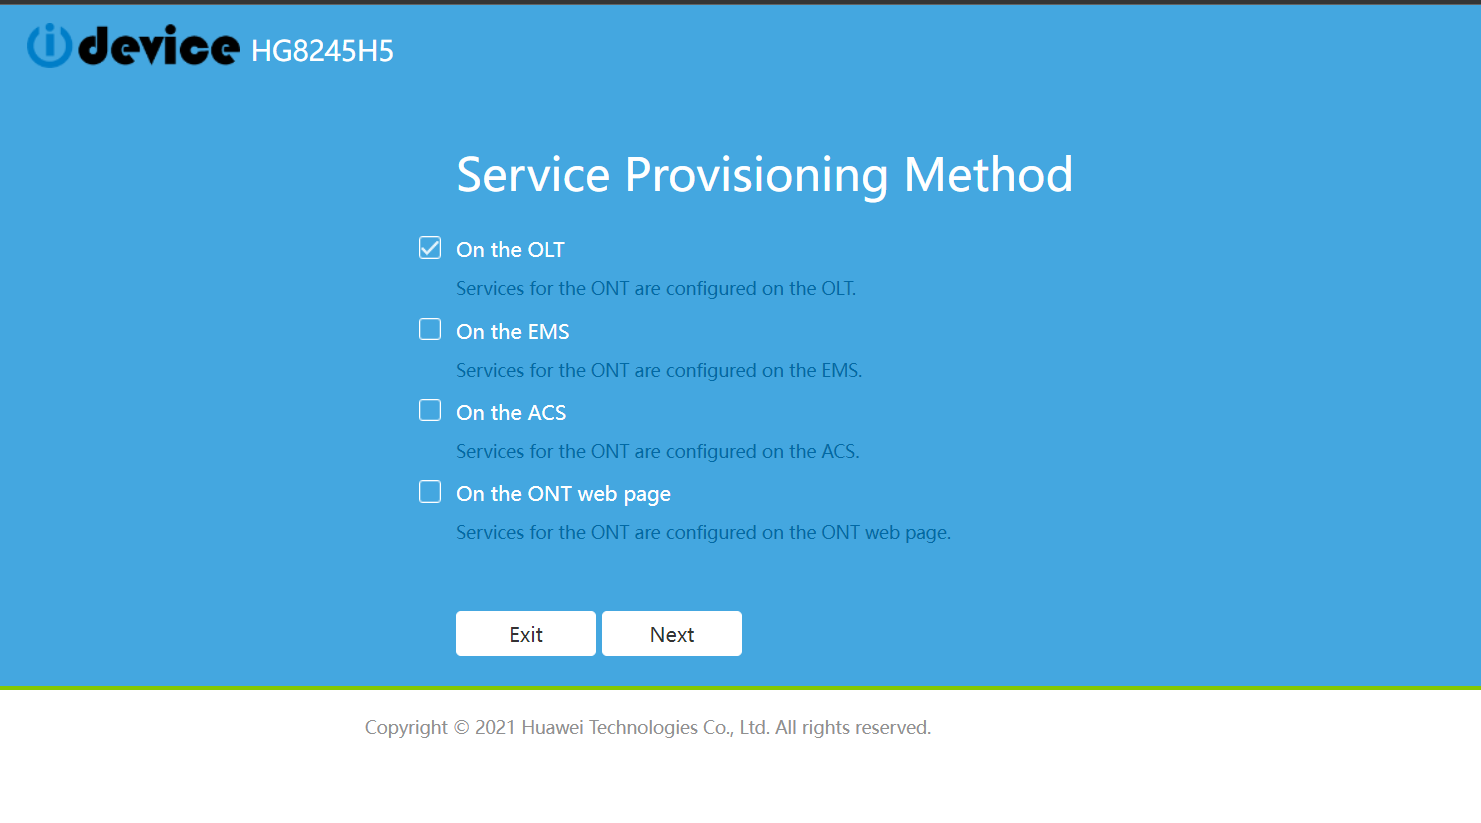 device HG8245H5
Service Provisioning Method
On the OLT
Services for the ONT are configured on the OLT.
On the EMS
Services for the ONT are configured on the EMS.
On the ACS
Services for the ONT are configured on the ACS.
On the ONT web page
Services for the ONT are configured on the ONT web page.
Exit Next
Copyright © 2021 Huawei Technologies Co., Ltd. All rights reserved.